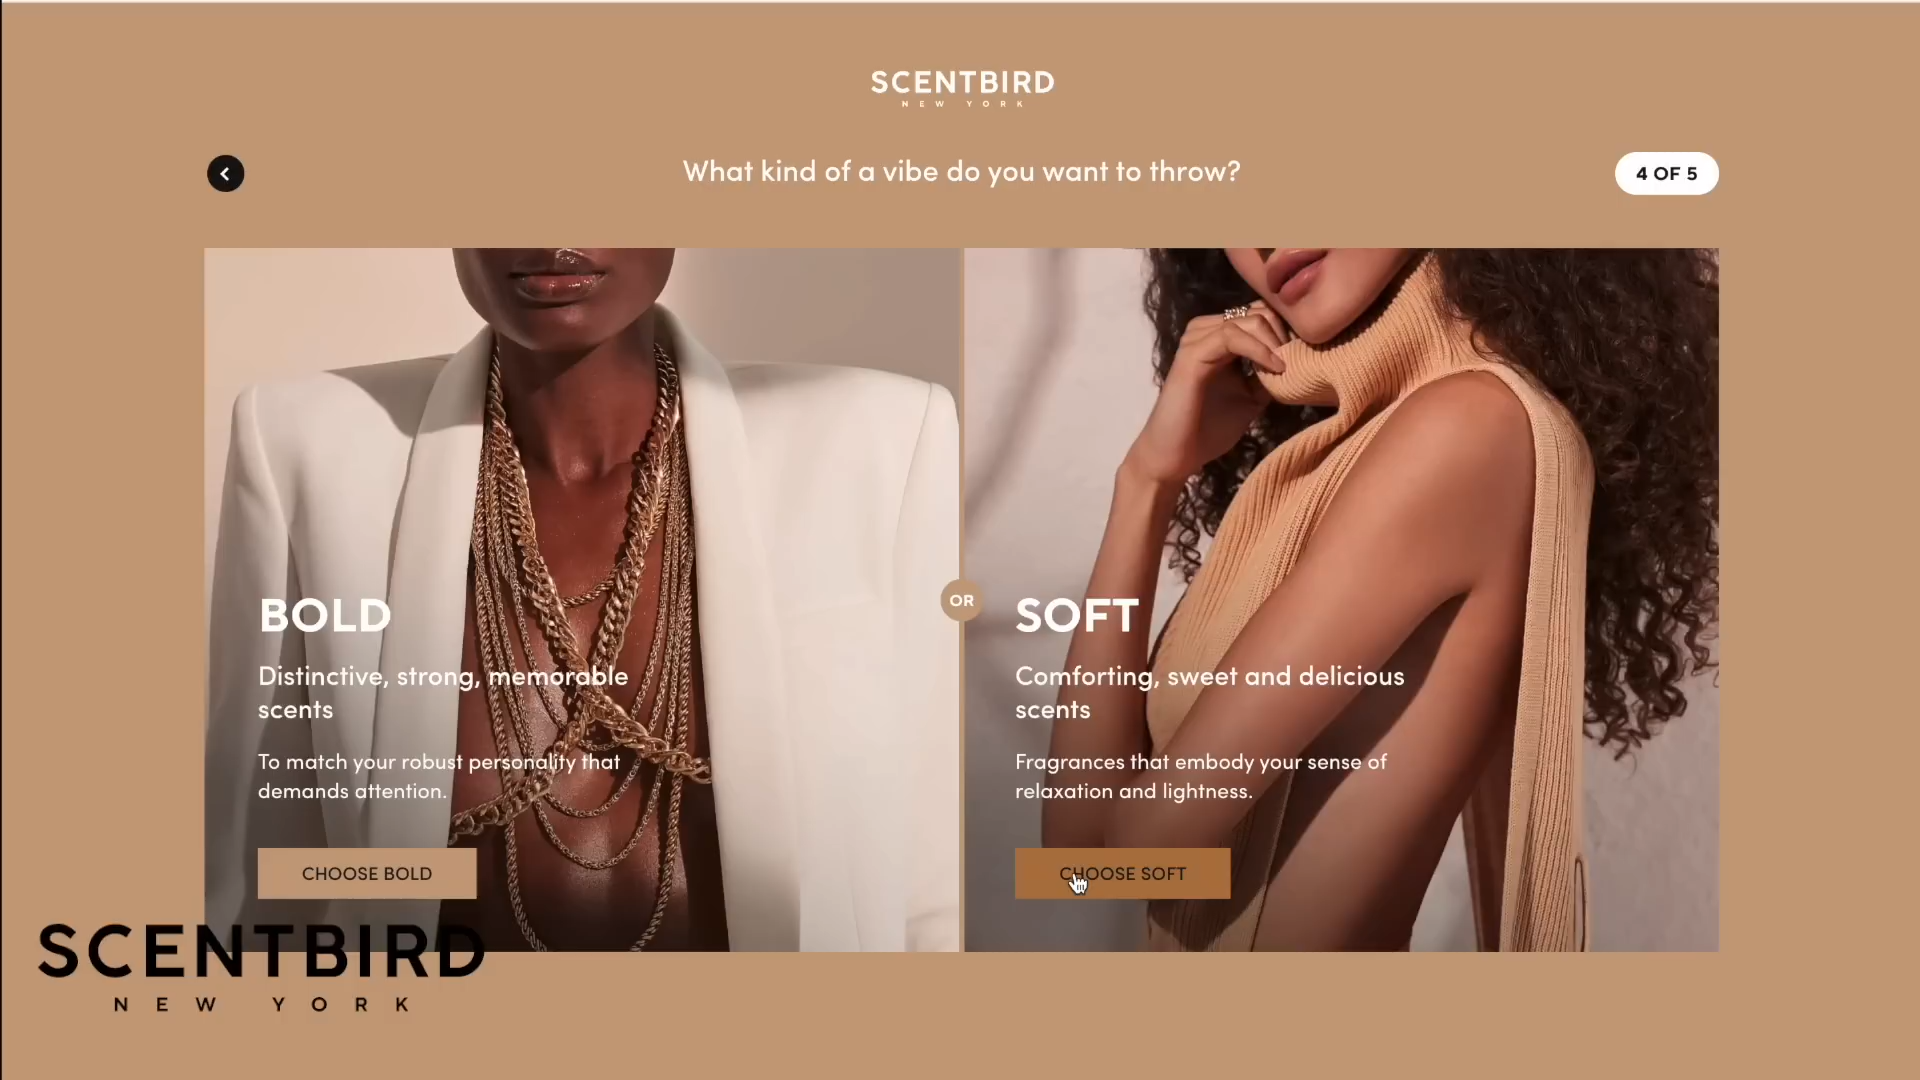 SCENTBIRD
NEW YORK
What kind of a vibe do you want to throw?
4 OF 5
BOLD
Distinctive, strong, memorable
scents
To match your robust personality that
demands attention.
CHOOSE BOLD
OR
SOFT
Comforting, sweet and delicious
scents
Fragrances that embody your sense of
relaxation and lightness.
CHOOSE SOFT
SCENTBIRD
NEW YORK